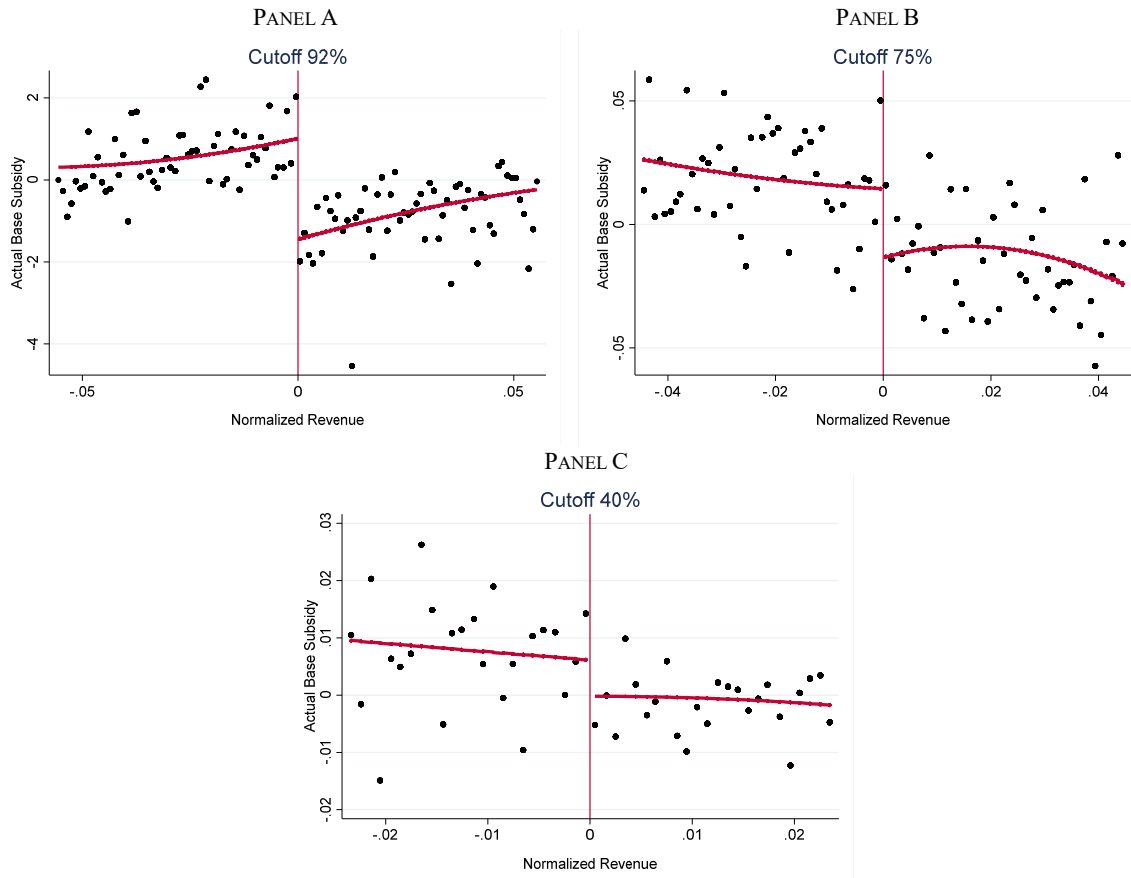 PANEL A
Cutoff 92%
Actual Base Subsidy
2
0
-2
-4
-.05
0
.05
Normalized Revenue
PANEL B
Cutoff 75%
Actual Base Subsidy
.05
0
-.05
-.04
-.02
0
.02
.04
Normalized Revenue
PANEL C
Cutoff 40%
Actual Base Subsidy
.03
.02
.01
0
-.01
-.02
-.02
-.01
0
.01
.02
Normalized Revenue